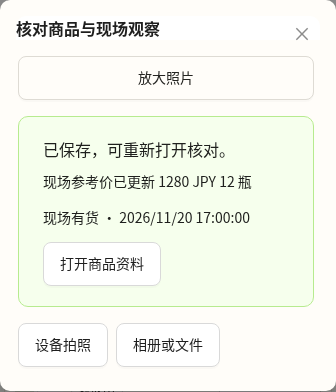 核对商品与现场观察
放大照片
已保存，可重新打开核对。
现场参考价已更新 1280 JPY 12 瓶
现场有货 · 2026/11/20 17:00:00
打开商品资料
设备拍照
相册或文件